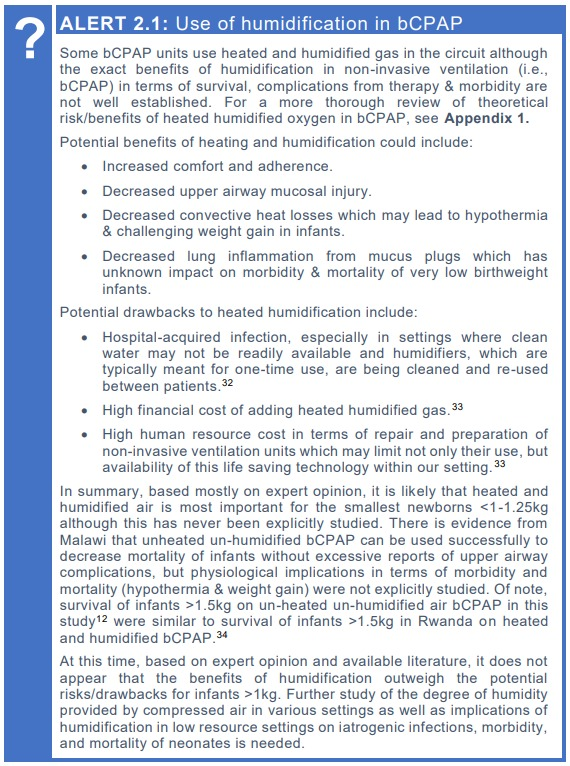 ?
ALERT 2.1: Use of humidification in bCPAP
Some bCPAP units use heated and humidified gas in the circuit although
the exact benefits of humidification in non-invasive ventilation (i.e.,
bCPAP) in terms of survival, complications from therapy & morbidity are
not well established. For a more thorough review of theoretical
risk/benefits of heated humidified oxygen in bCPAP, see Appendix 1.
Potential benefits of heating and humidification could include:
• Increased comfort and adherence.
• Decreased upper airway mucosal injury.
• Decreased convective heat losses which may lead to hypothermia
& challenging weight gain in infants.
• Decreased lung inflammation from mucus plugs which has
unknown impact on morbidity & mortality of very low birthweight
infants.
Potential drawbacks to heated humidification include:
• Hospital-acquired infection, especially in settings where clean
water may not be readily available and humidifiers, which are
typically meant for one-time use, are being cleaned and re-used
between patients.32
• High financial cost of adding heated humidified gas.33
• High human resource cost in terms of repair and preparation of
non-invasive ventilation units which may limit not only their use, but
availability of this life saving technology within our setting.33
In summary, based mostly on expert opinion, it is likely that heated and
humidified air is most important for the smallest newborns <1-1.25kg
although this has never been explicitly studied. There is evidence from
Malawi that unheated un-humidified bCPAP can be used successfully to
decrease mortality of infants without excessive reports of upper airway
complications, but physiological implications in terms of morbidity and
mortality (hypothermia & weight gain) were not explicitly studied. Of note,
survival of infants >1.5kg on un-heated un-humidified air bCPAP in this
study12 were similar to survival of infants >1.5kg in Rwanda on heated
and humidified bCPAP.34
At this time, based on expert opinion and available literature, it does not
appear that the benefits of humidification outweigh the potential
risks/drawbacks for infants >1kg. Further study of the degree of humidity
provided by compressed air in various settings as well as implications of
humidification in low resource settings on iatrogenic infections, morbidity,
and mortality of neonates is needed.